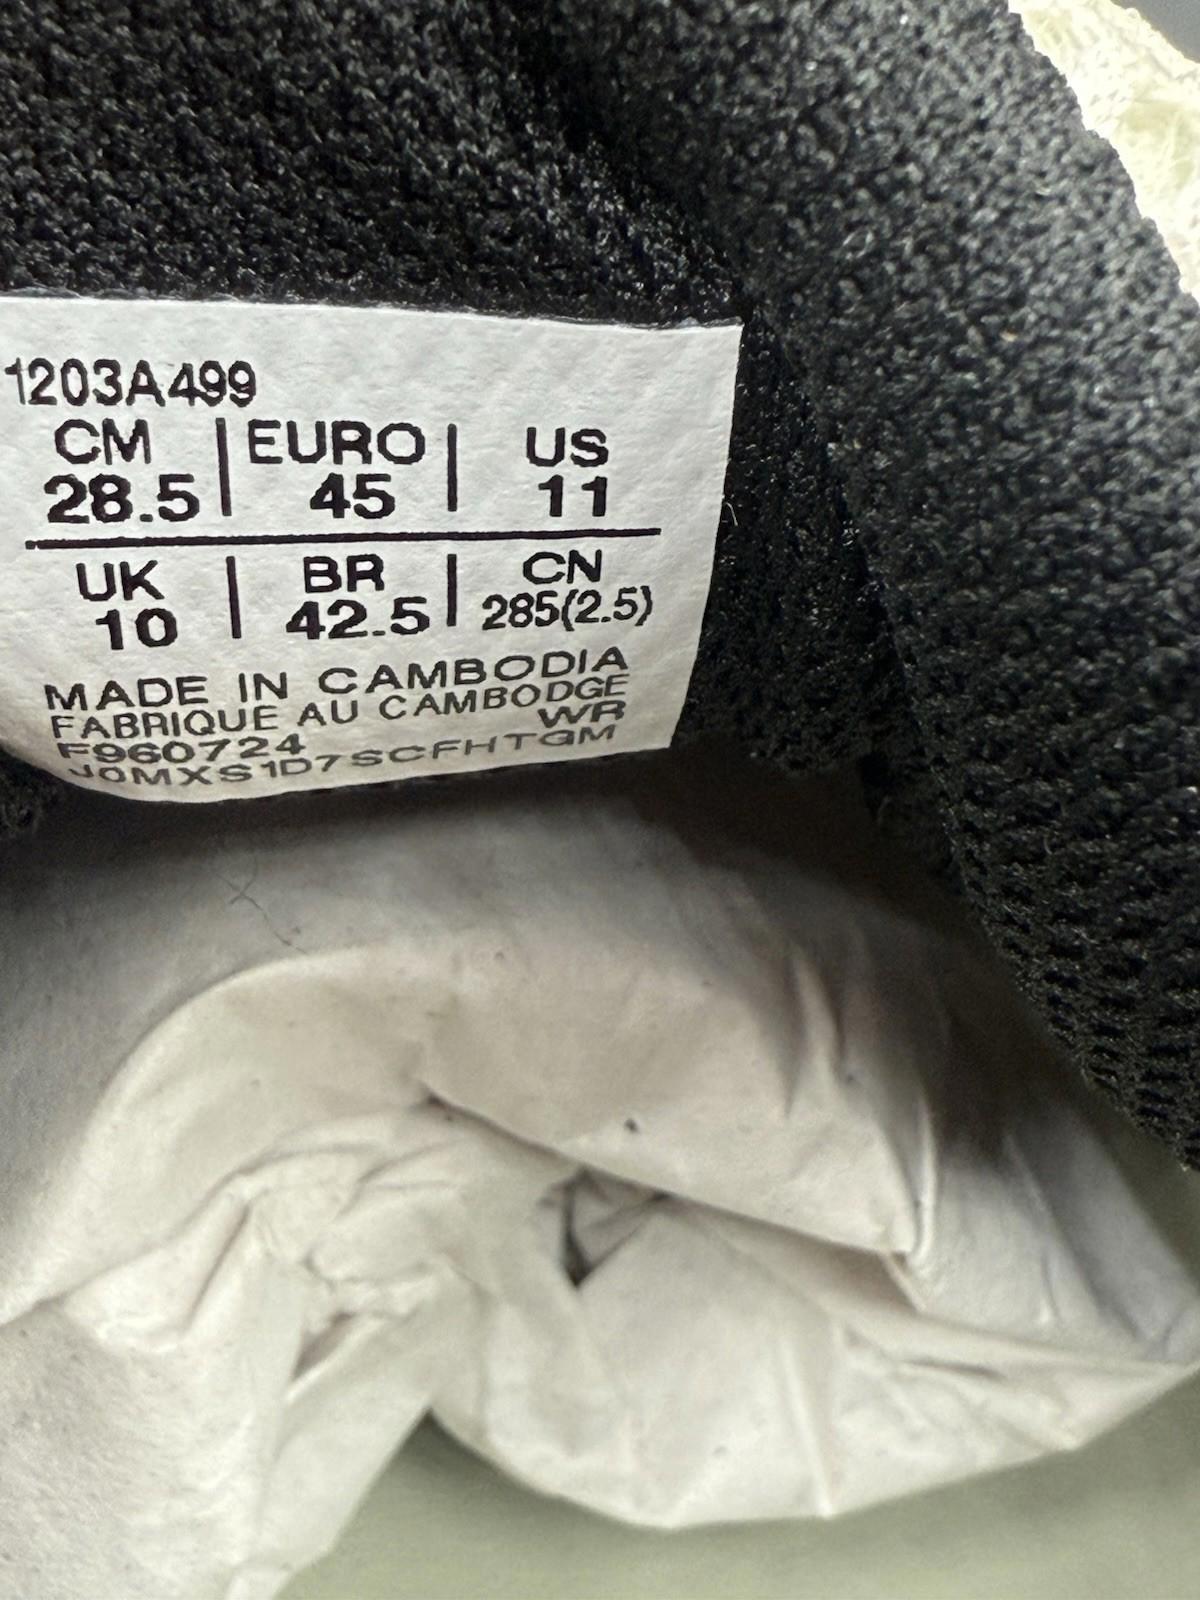 1203A499
CM | EURO | US
28.5 | 45 | 11
UK | BR | CN
10 | 42.5 | 285(2.5)
MADE IN CAMBODIA
FABRIQUE AU CAMBODGE
F960724 WR
J0MXS1D7SCFHTGM